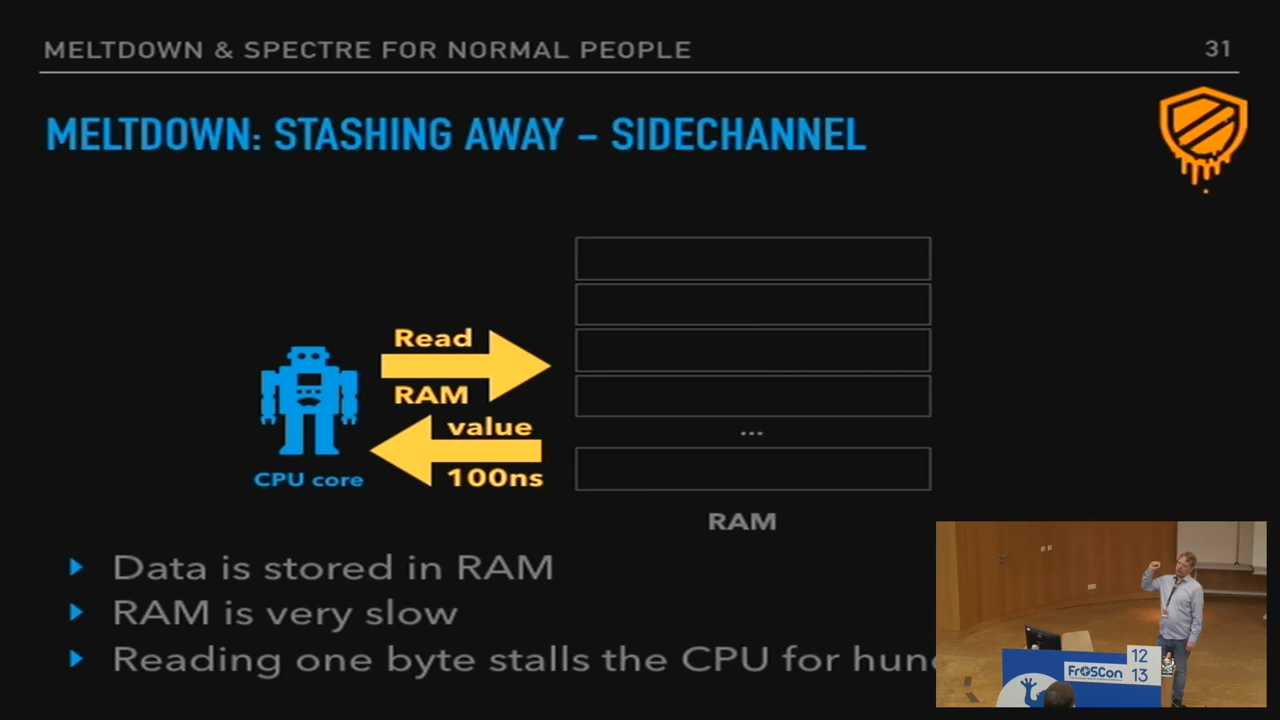 MELTDOWN & SPECTRE FOR NORMAL PEOPLE
31
MELTDOWN: STASHING AWAY – SIDECHANNEL
Read
RAM
value
100ns
CPU core
...
RAM
Data is stored in RAM
RAM is very slow
Reading one byte stalls the CPU for
FrOSCon
12
13